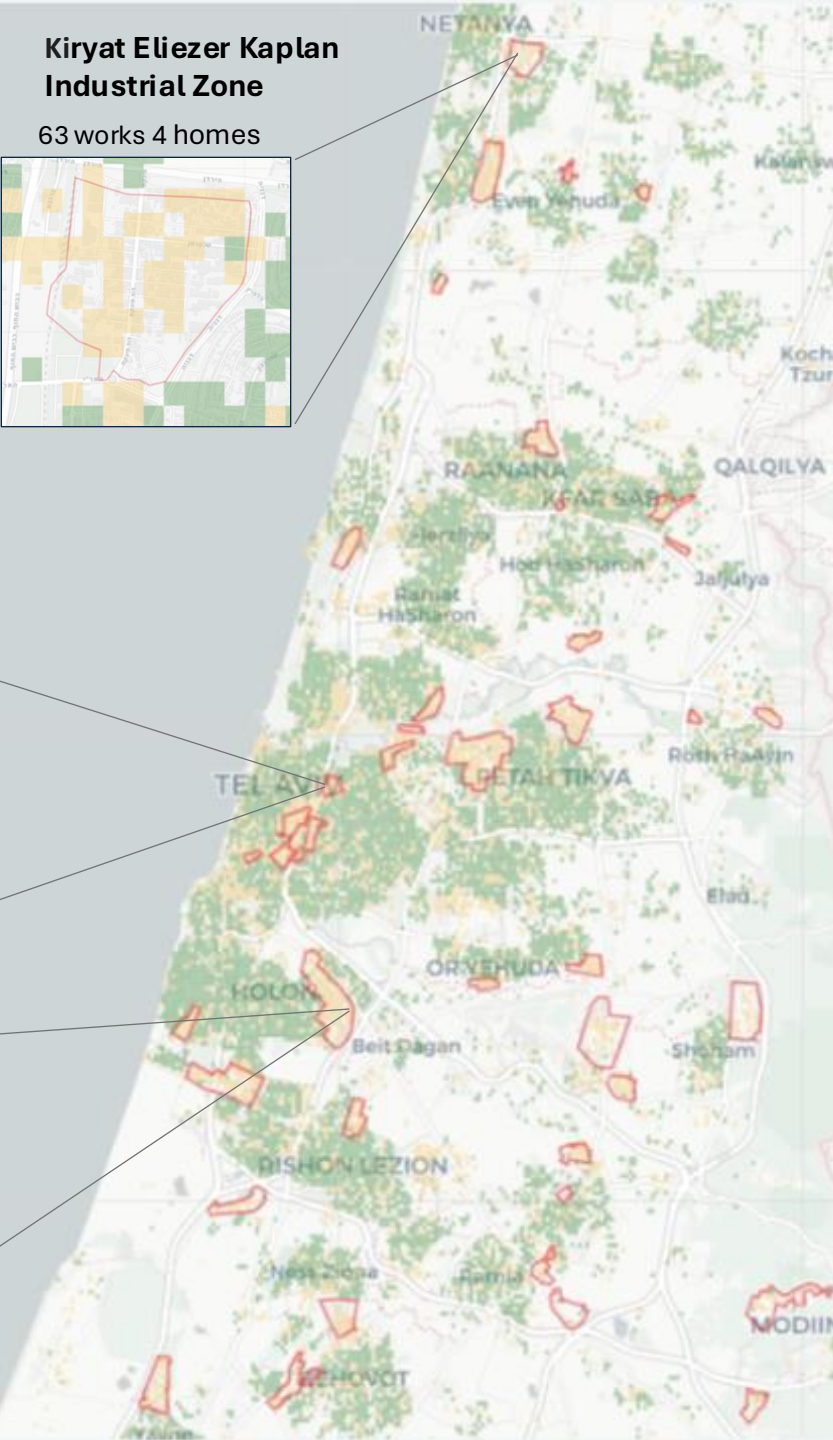 NETANYA
Kiryat Eliezer Kaplan
Industrial Zone
63 works 4 homes
Even Yehuda
RAANANA
QALQILYA
KFAR SABA
Herzliya
Hod HaSharon
Jaljulya
Ramat
HaSharon
Rosh HaAyin
PETAH TIKVA
TEL AVIV
Elad
OR YEHUDA
HOLON
Beit Dagan
Shoham
RISHON LEZION
Ness Ziona
Ramla
MODIIN
REHOVOT